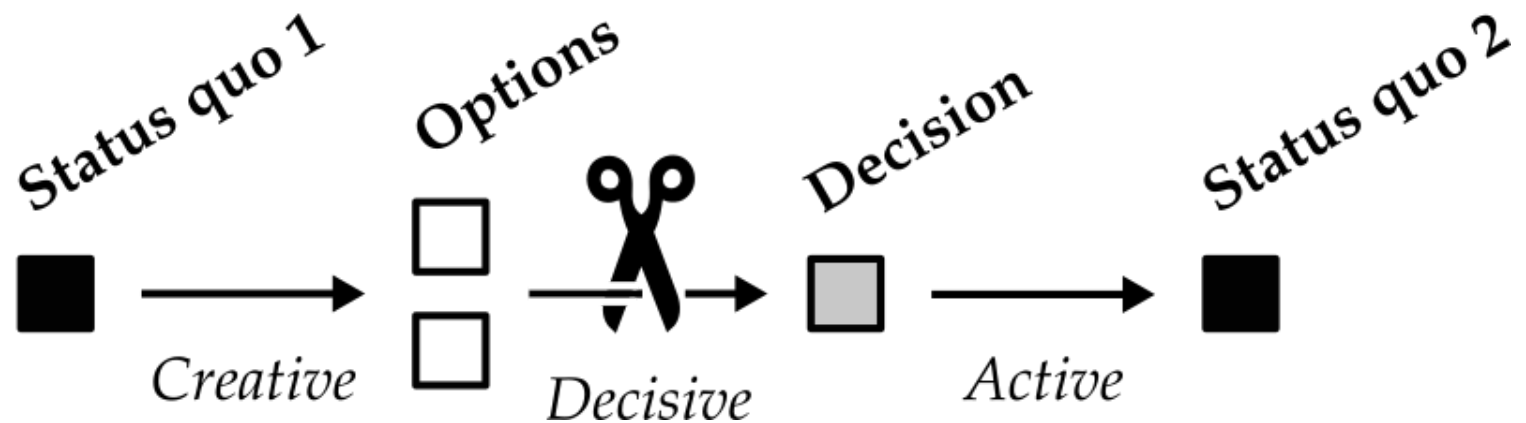 Status quo 1
Options
Decision
Status quo 2
Creative
Decisive
Active